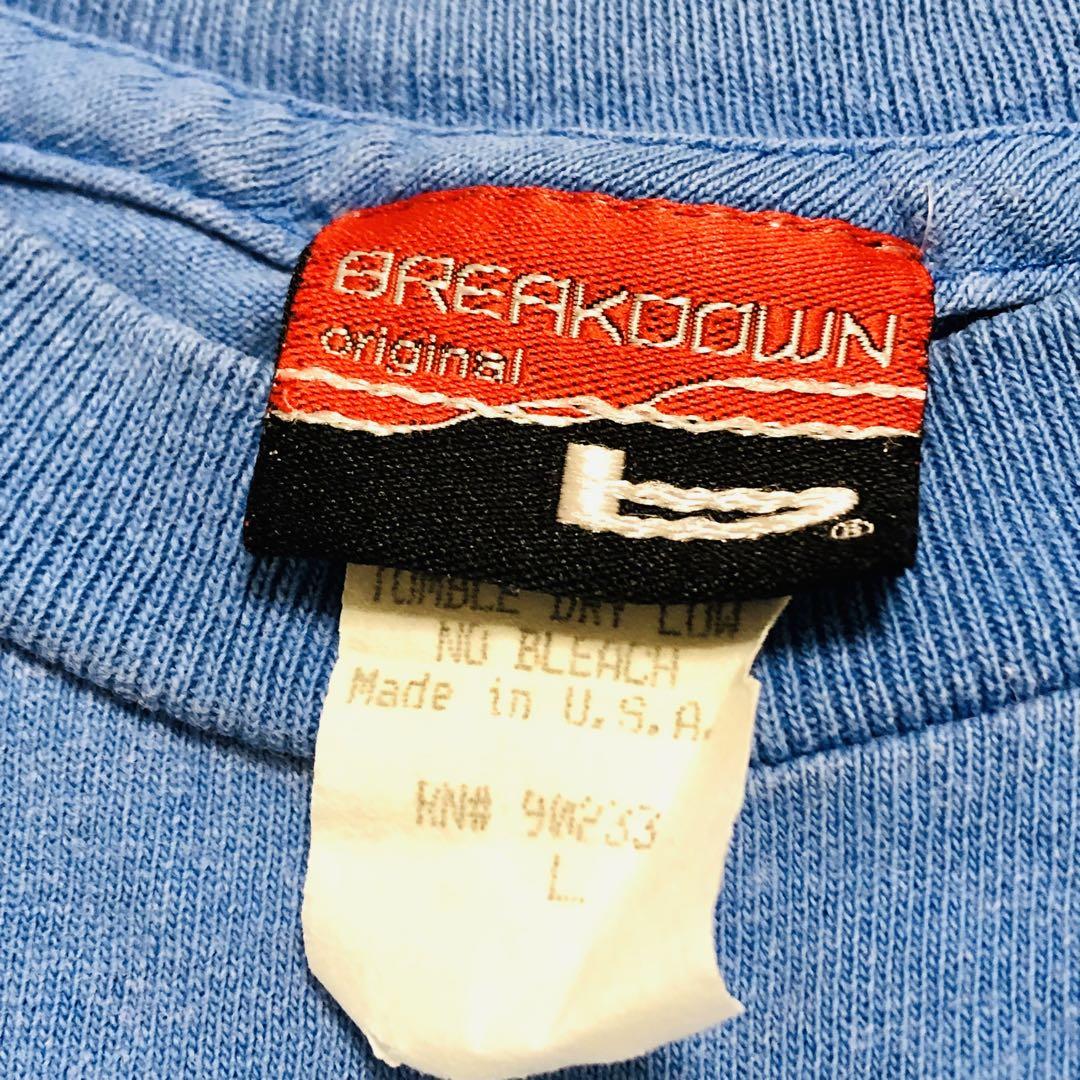 BREAKDOWN
original
b
®
TUMBLE DRY LOW
NO BLEACH
Made in U.S.A.
RN# 90233
L